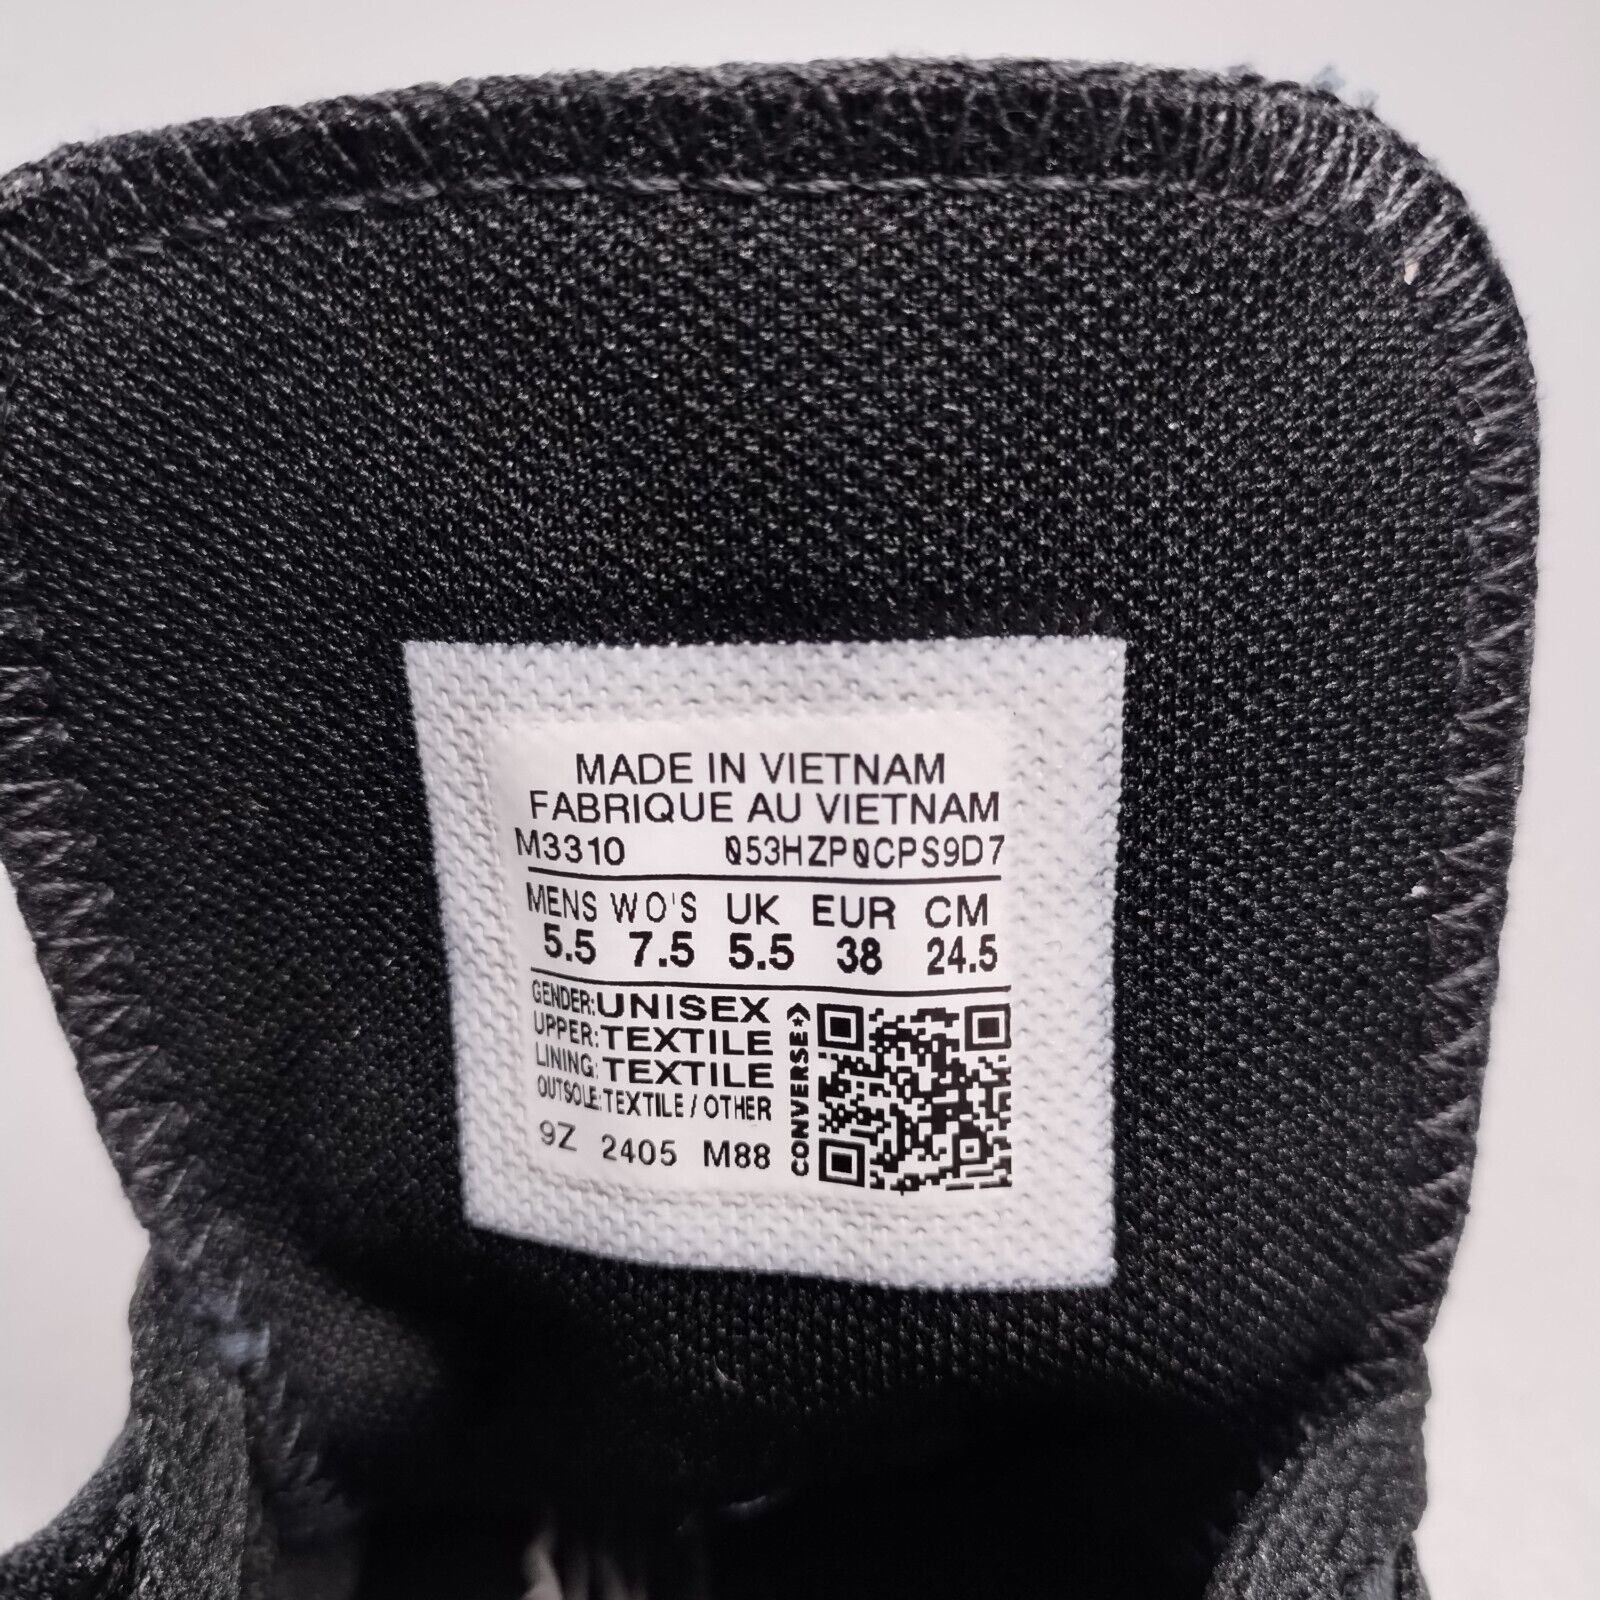 MADE IN VIETNAM
FABRIQUE AU VIETNAM
M3310 053HZP0CPS9D7
MENS WO'S UK EUR CM
5.5 7.5 5.5 38 24.5
GENDER: UNISEX
UPPER: TEXTILE
LINING: TEXTILE
OUTSOLE: TEXTILE / OTHER
9Z 2405 M88
CONVERSE